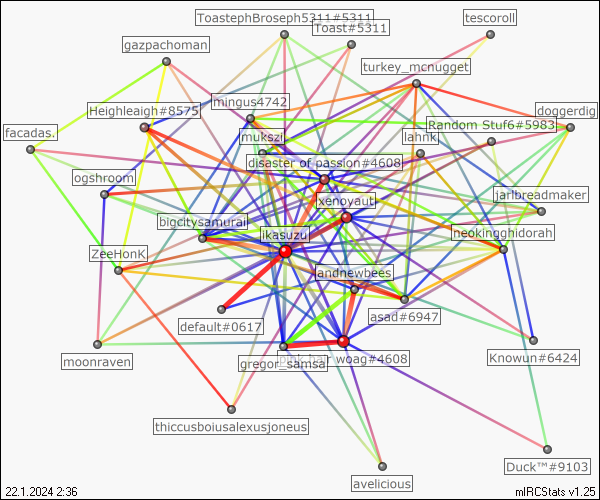 ToastephBroseph5311#5311
tescoroll
Toast#5311
gazpachoman
turkey_mcnugget
mingus4742
Heighleaigh#8575
doggerdig
Random Stuf6#5983
facadas.
mukszi
lahnk
disaster of passion#4608
ogshroom
jarlbreadmaker
xenoyaut
bigcitysamurai
ikasuzu
neokingghidorah
ZeeHonK
andnewbees
asad#6947
default#0617
moonraven
woag#4608
gregor_samsa
Knowun#6424
thiccusboiusalexusjoneus
Duck™#9103
avelicious
22.1.2024 2:36
mIRCStats v1.25